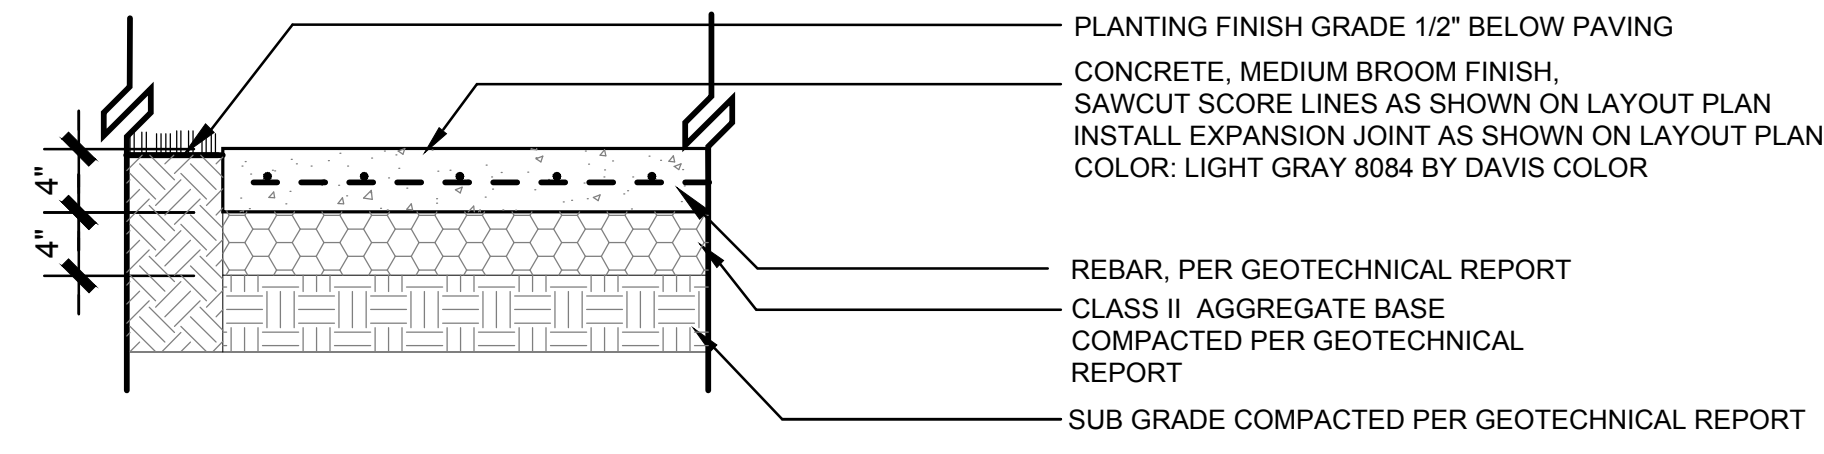 PLANTING FINISH GRADE 1/2" BELOW PAVING
CONCRETE, MEDIUM BROOM FINISH,
SAWCUT SCORE LINES AS SHOWN ON LAYOUT PLAN
INSTALL EXPANSION JOINT AS SHOWN ON LAYOUT PLAN
COLOR: LIGHT GRAY 8084 BY DAVIS COLOR
4"
4"
REBAR, PER GEOTECHNICAL REPORT
CLASS II AGGREGATE BASE
COMPACTED PER GEOTECHNICAL
REPORT
SUB GRADE COMPACTED PER GEOTECHNICAL REPORT